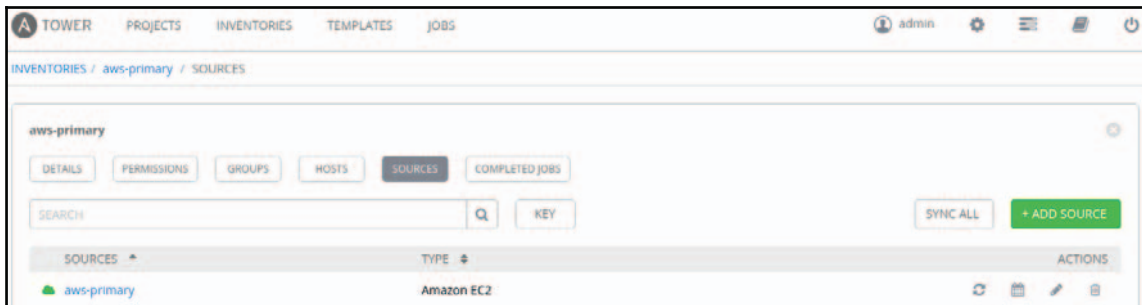 A TOWER PROJECTS INVENTORIES TEMPLATES JOBS admin
INVENTORIES / aws-primary / SOURCES
aws-primary
DETAILS PERMISSIONS GROUPS HOSTS SOURCES COMPLETED JOBS
SEARCH KEY SYNC ALL + ADD SOURCE
SOURCES TYPE ACTIONS
aws-primary Amazon EC2